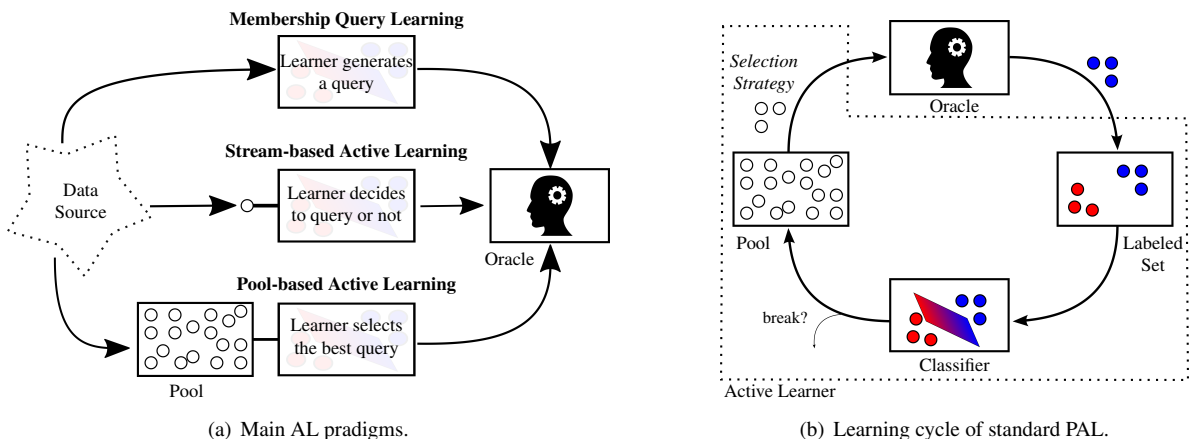 Membership Query Learning
Learner generates
a query
Stream-based Active Learning
Data
Source
Learner decides
to query or not
Oracle
Pool-based Active Learning
Learner selects
the best query
Pool
(a) Main AL pradigms.
Selection
Strategy
Oracle
Pool
Labeled
Set
break?
Classifier
Active Learner
(b) Learning cycle of standard PAL.